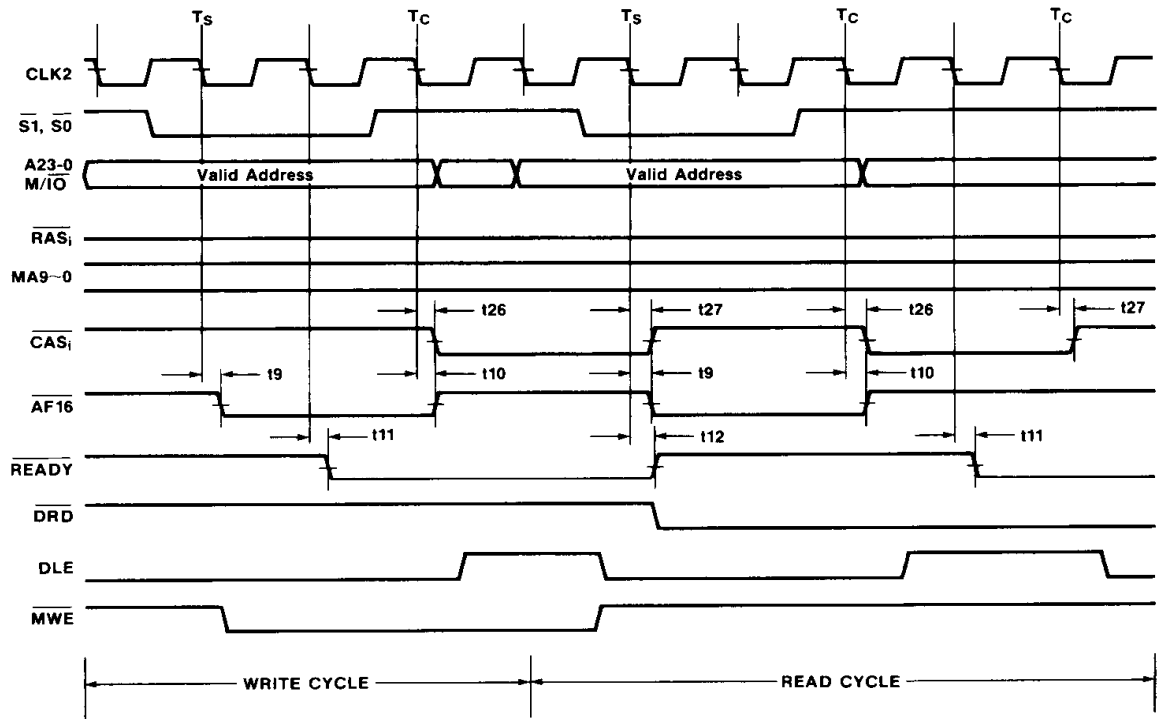 TS TC TS TC TC
CLK2
S1, S0
A23-0
M/IO
Valid Address Valid Address
RASi
MA9~0
t26 t27 t26 t27
CASi
t9 t10 t9 t10
AF16
t11 t12 t11
READY
DRD
DLE
MWE
WRITE CYCLE READ CYCLE